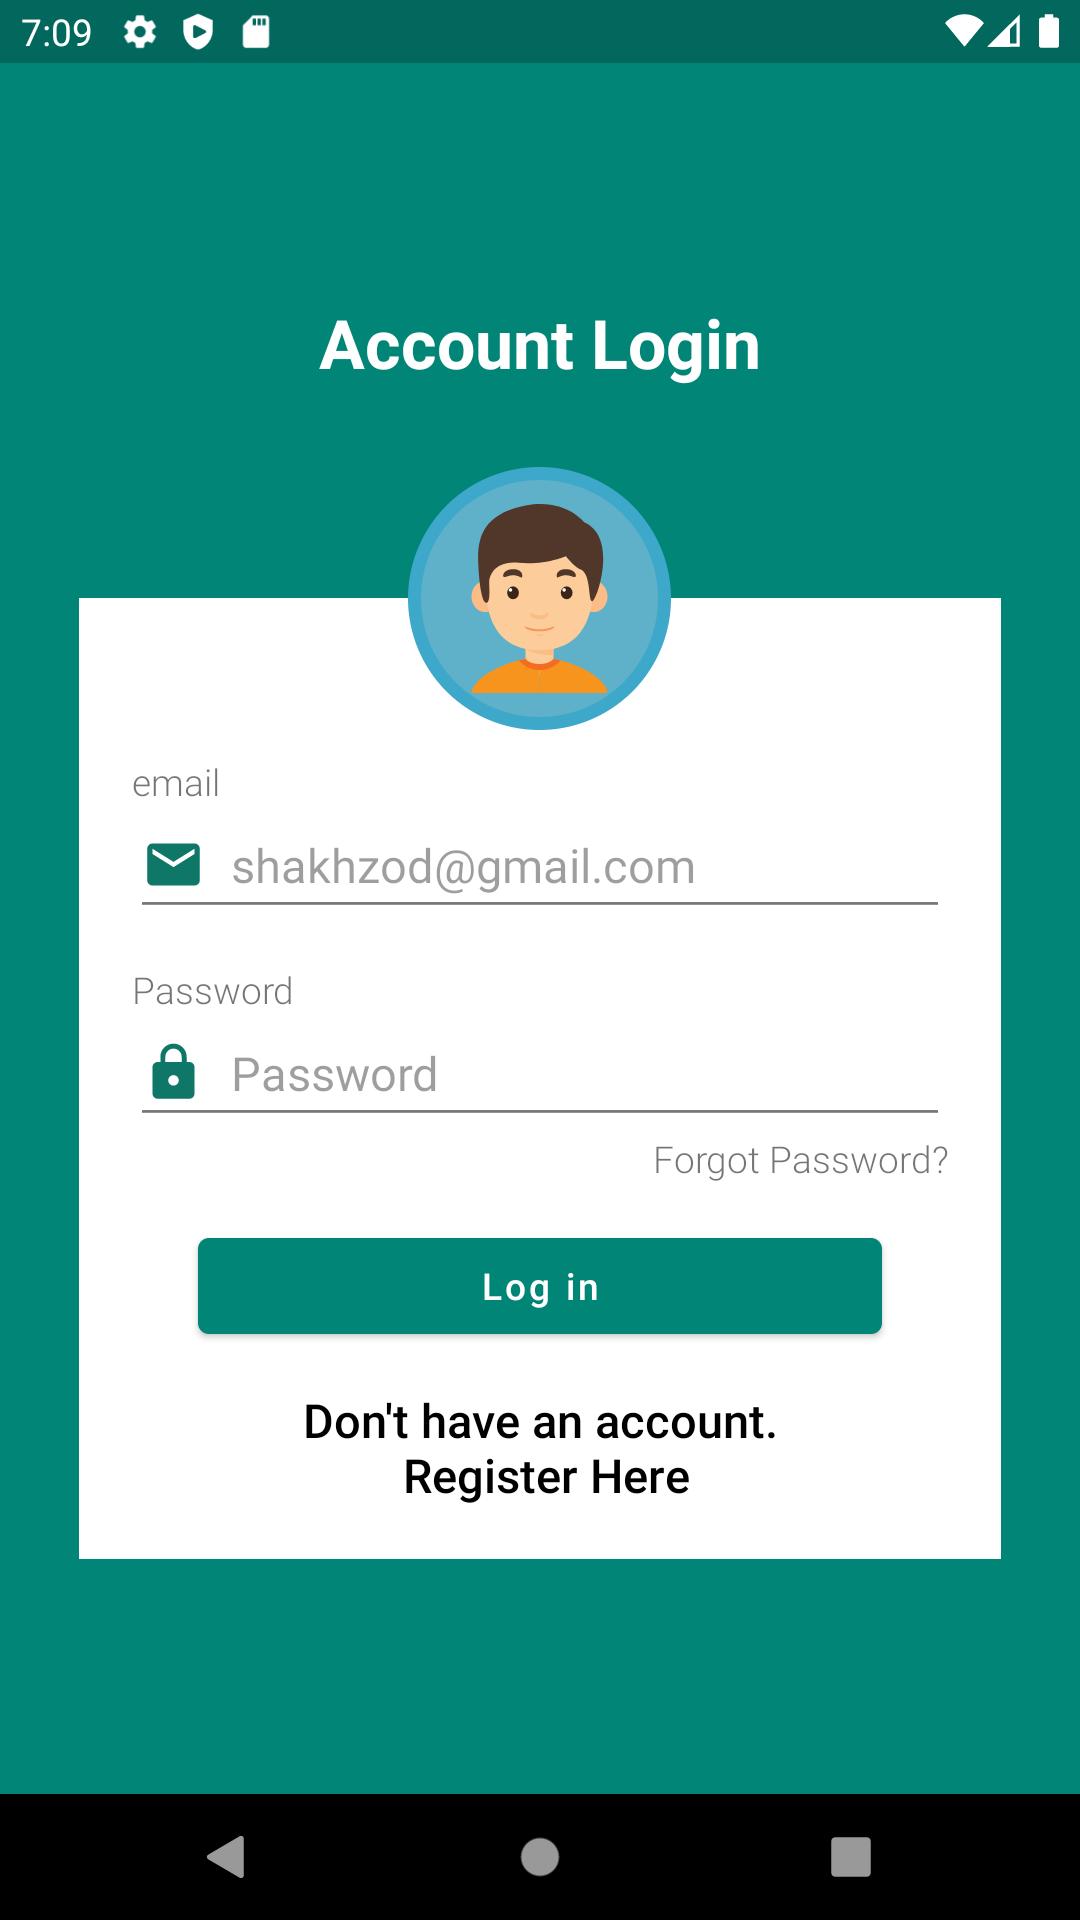 7:09
Account Login
email
shakhzod@gmail.com
Password
Password
Forgot Password?
Log in
Don't have an account.
Register Here